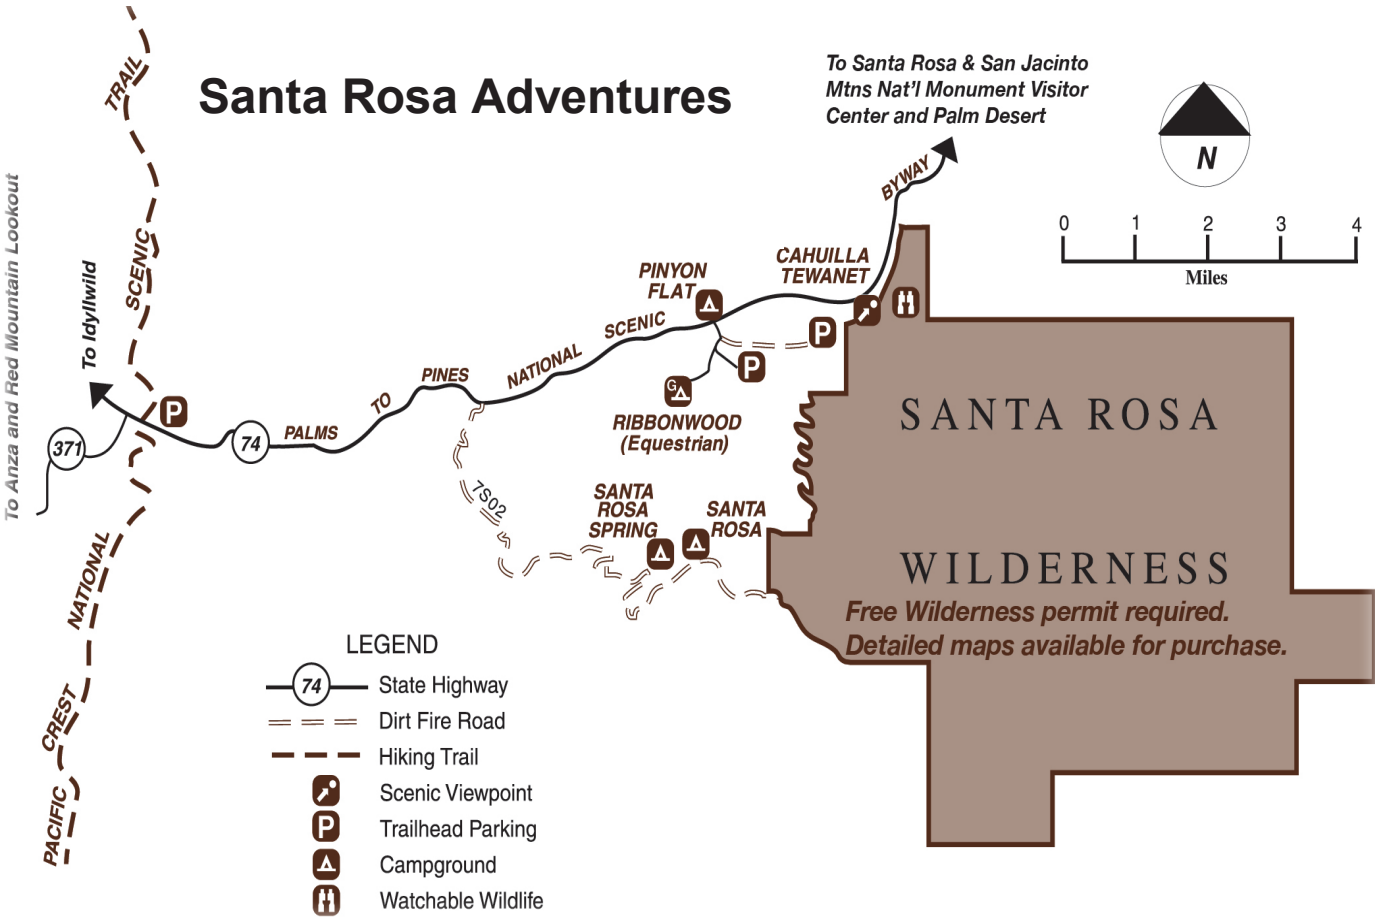 Santa Rosa Adventures
To Santa Rosa & San Jacinto
Mtns Nat'l Monument Visitor
Center and Palm Desert
N
0 1 2 3 4
Miles
To Anza and Red Mountain Lookout
To Idyllwild
PACIFIC CREST NATIONAL SCENIC TRAIL
P
371
74
PALMS TO PINES NATIONAL SCENIC BYWAY
PINYON
FLAT
CAHUILLA
TEWANET
P
P
G
RIBBONWOOD
(Equestrian)
7S02
SANTA
ROSA
SPRING
SANTA
ROSA
SANTA ROSA
WILDERNESS
Free Wilderness permit required.
Detailed maps available for purchase.
LEGEND
74 State Highway
Dirt Fire Road
Hiking Trail
Scenic Viewpoint
P Trailhead Parking
Campground
Watchable Wildlife